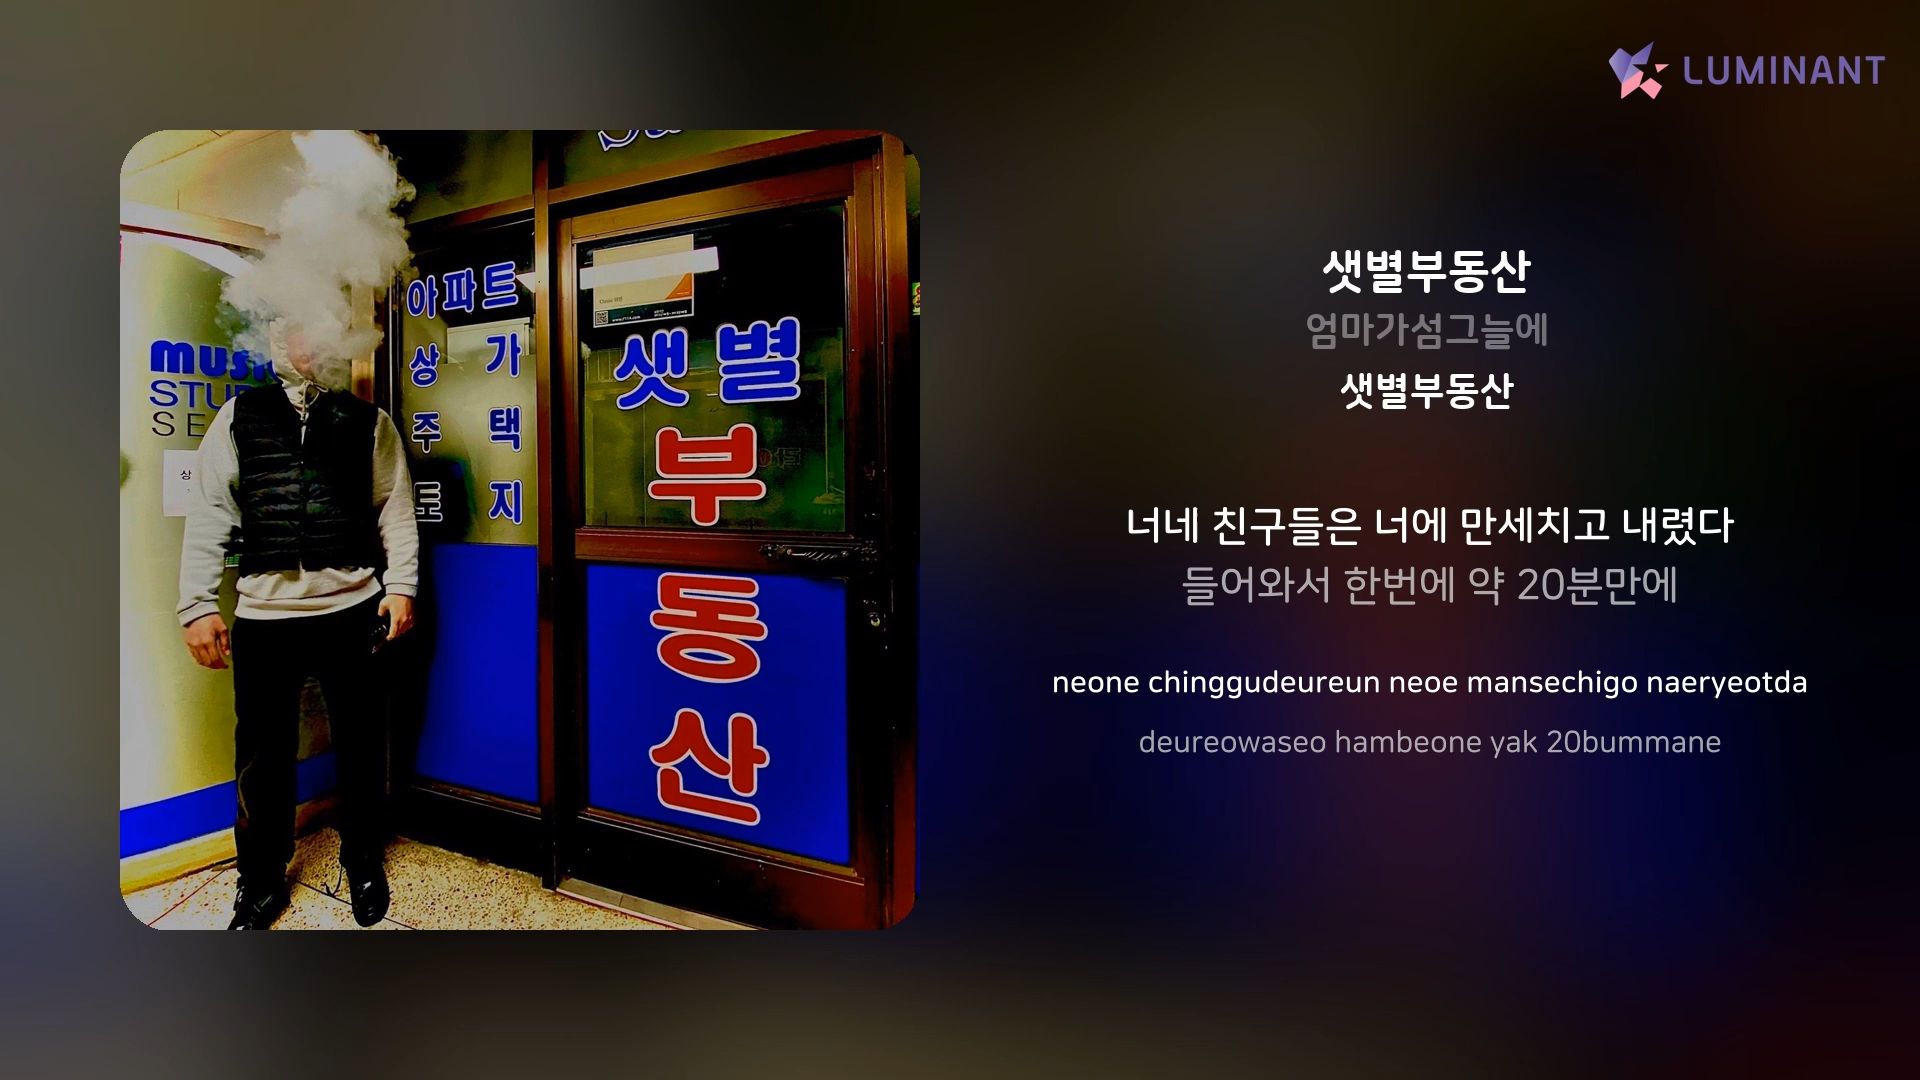 LUMINANT
샛별부동산
엄마가섬그늘에
샛별부동산
너네 친구들은 너에 만세치고 내렸다
들어와서 한번에 약 20분만에
neone chinggudeureun neoe mansechigo naeryeotda
deureowaseo hambeone yak 20bummane
아파트
상 가
주 택
토 지
샛별
부
동
산